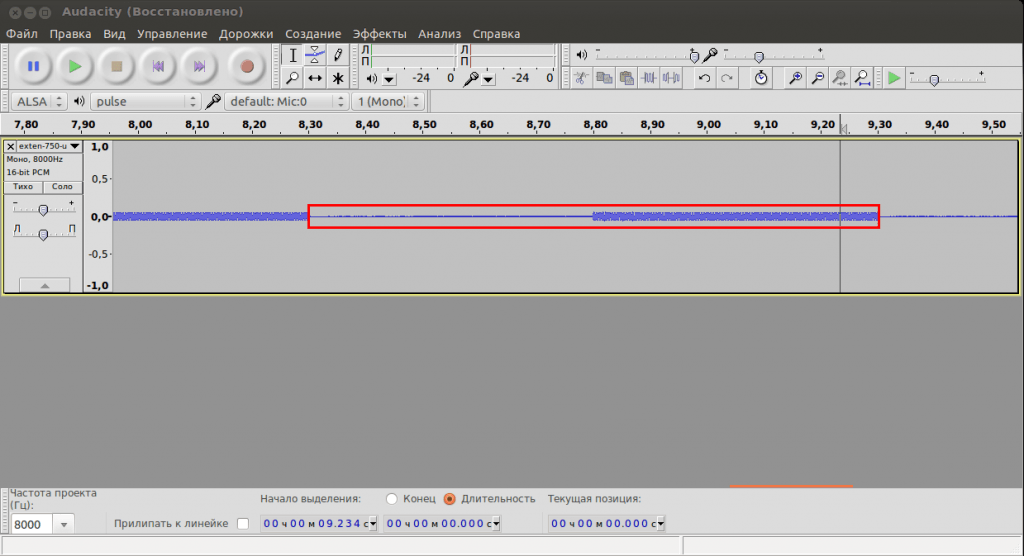 Audacity (Восстановлено)
Файл Правка Вид Управление Дорожки Создание Эффекты Анализ Справка
Л Л
П П
-24 0 -24 0
ALSA pulse default: Mic:0 1 (Mono)
7,80 7,90 8,00 8,10 8,20 8,30 8,40 8,50 8,60 8,70 8,80 8,90 9,00 9,10 9,20 9,30 9,40 9,50
exten-750-u
Моно, 8000Hz
16-bit PCM
Тихо Соло
- +
Л П
1,0
0,5-
0,0-
-0,5-
-1,0
Частота проекта
(Гц):
8000
Прилипать к линейке
Начало выделения: Конец Длительность Текущая позиция:
00 ч 00 м 09.234 с 00 ч 00 м 00.000 с 00 ч 00 м 00.000 с